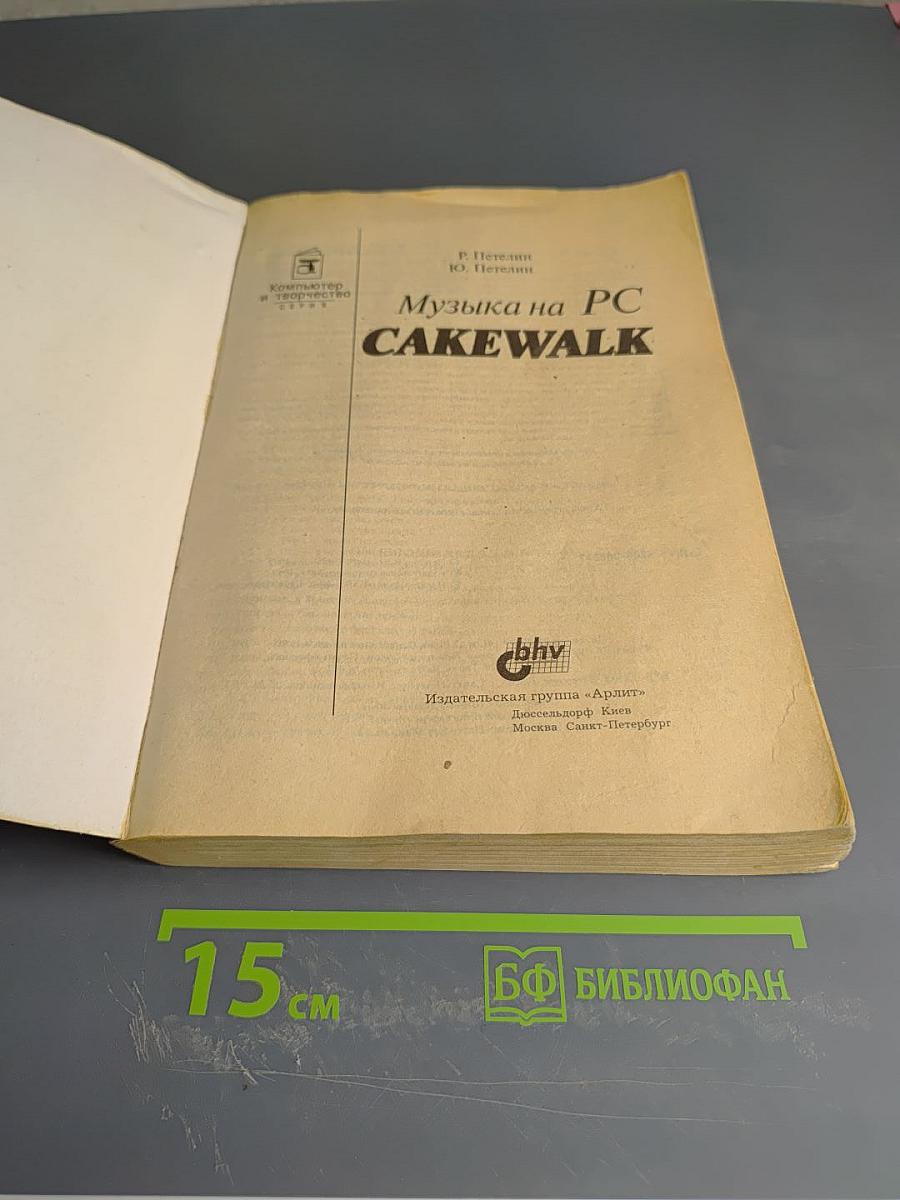 Р. Петелин
Ю. Петелин
Компьютер
и творчество
СЕРИЯ
Музыка на PC
CAKEWALK
bhv
Издательская группа «Арлит»
Дюссельдорф Киев
Москва Санкт-Петербург
15 см
БФ БИБЛИОФАН